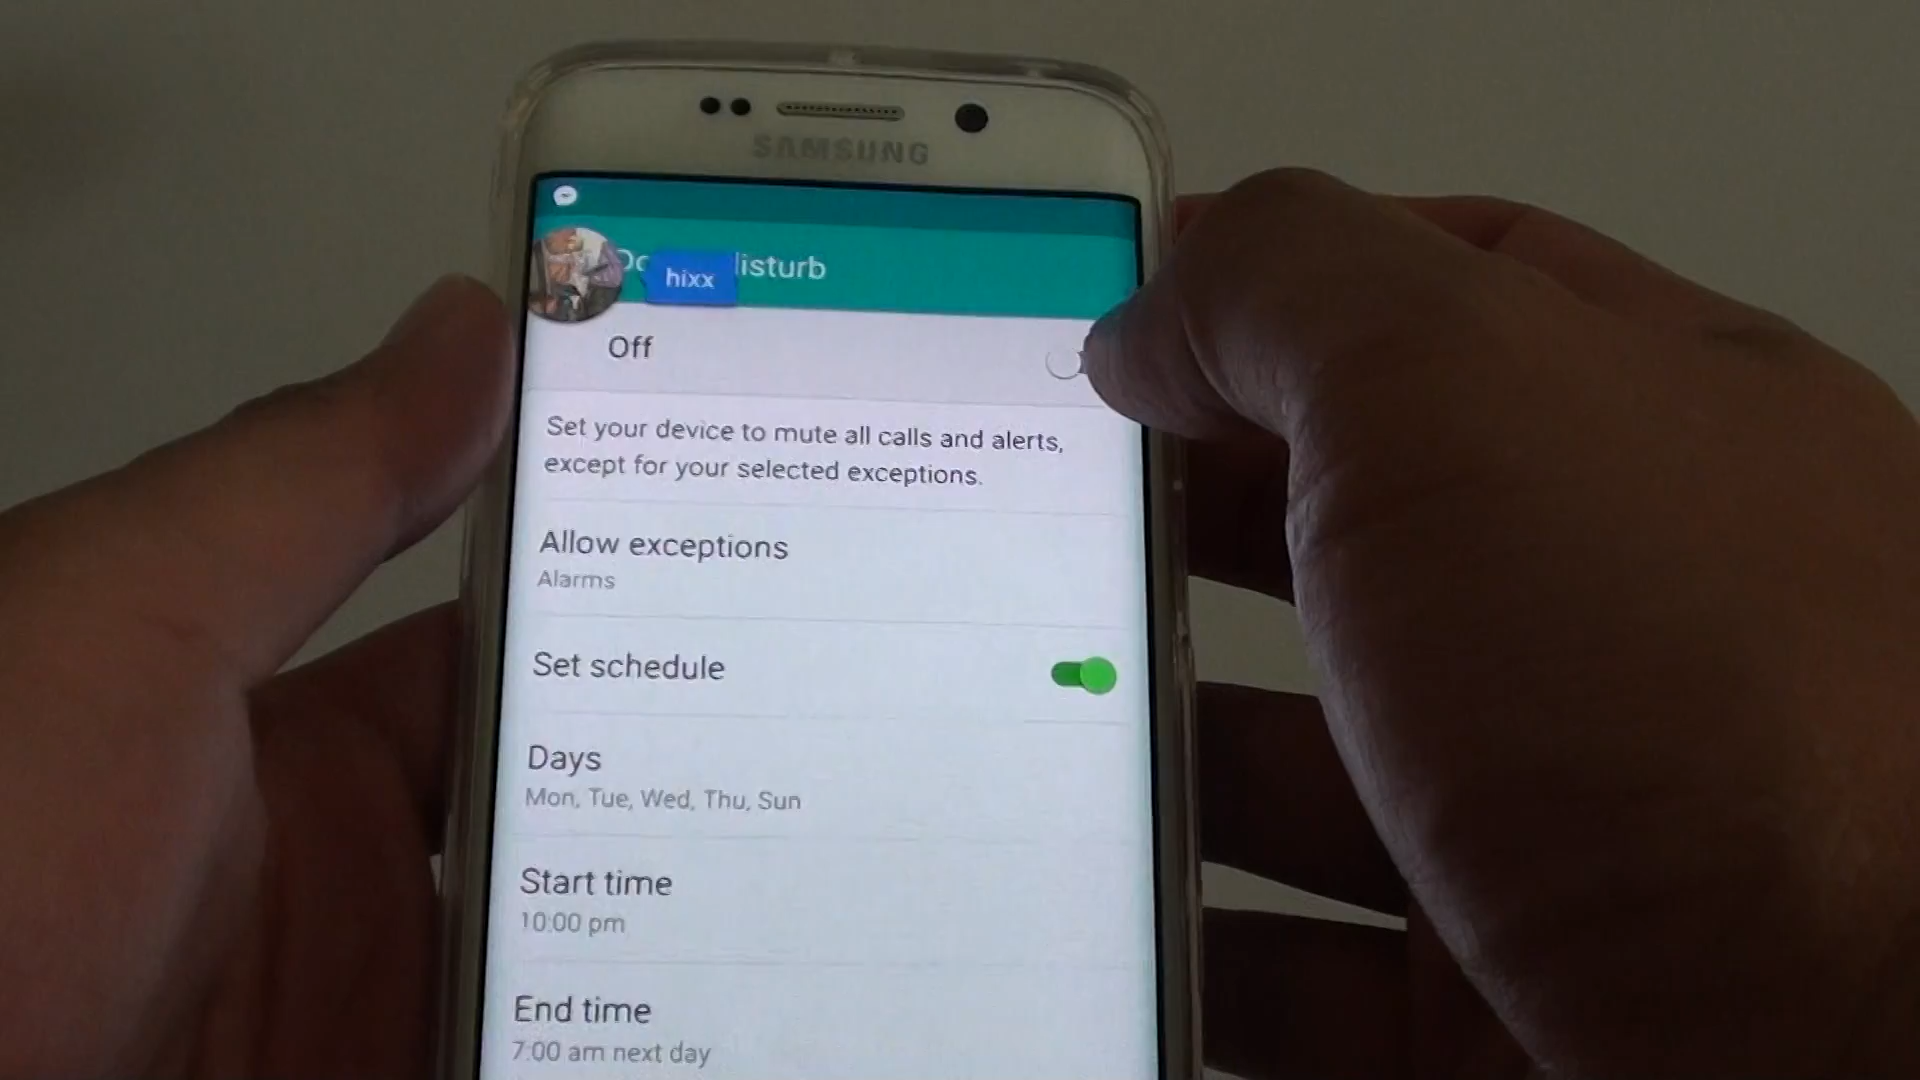 SAMSUNG
Do
hixx
isturb
Off
Set your device to mute all calls and alerts,
except for your selected exceptions.
Allow exceptions
Alarms
Set schedule
Days
Mon, Tue, Wed, Thu, Sun
Start time
10:00 pm
End time
7:00 am next day